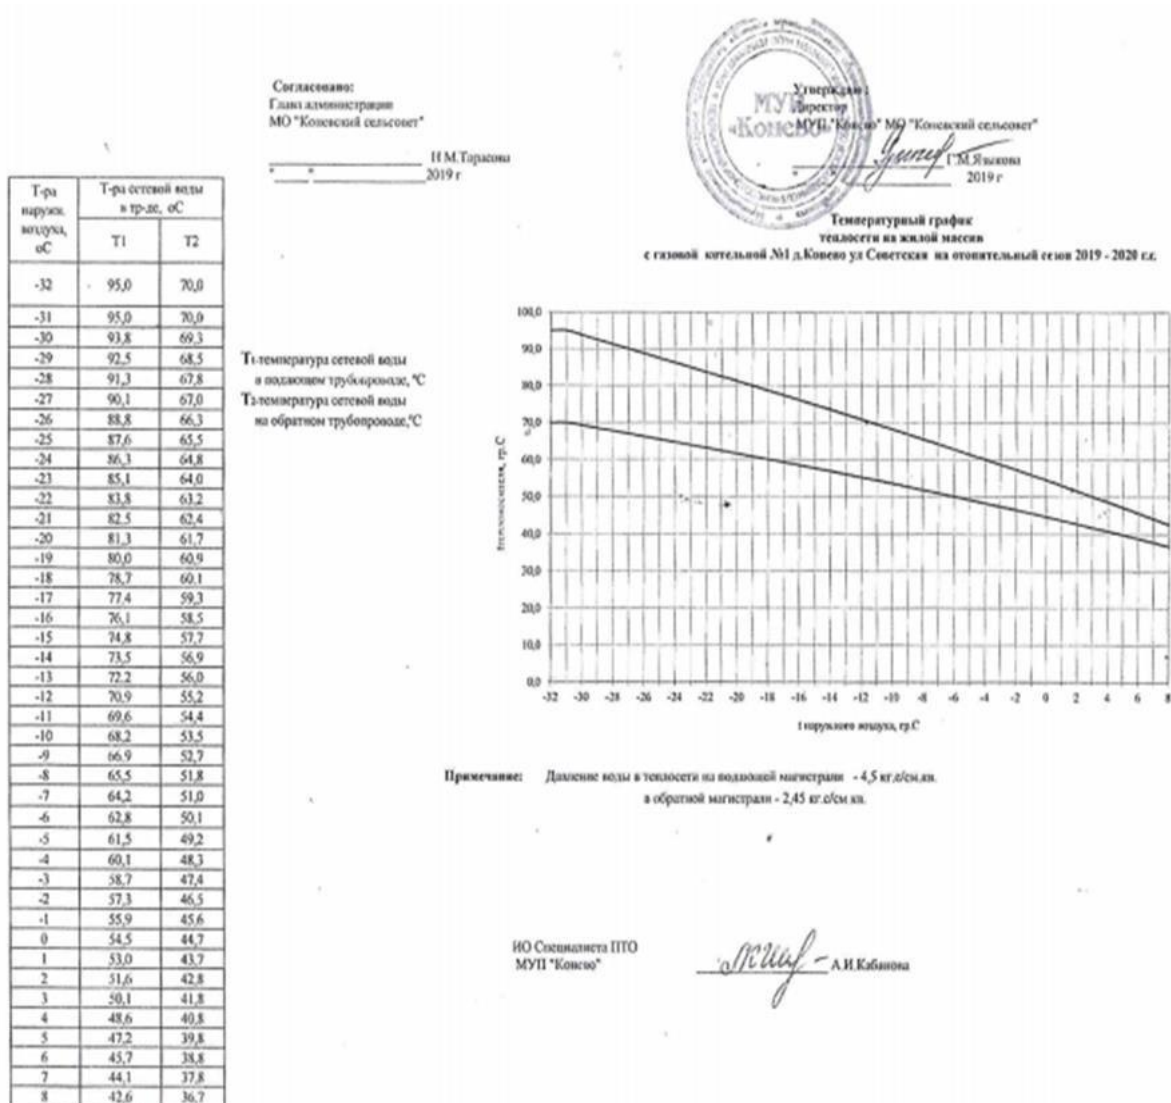 Согласовано:
Глава администрации
МО "Коневский сельсовет"
Н.М.Тарасова
" " 2019 г
МУП
«Конево»
Утверждаю:
Директор
МУП "Конево" МО "Коневский сельсовет"
Г.М.Языкова
2019 г
Температурный график
теплосети на жилой массив
с газовой котельной №1 д.Конево ул Советская на отопительный сезон 2019 - 2020 г.г.
Т-ра наружн. воздуха, оС Т-ра сетевой воды в тр-де, оС
Т1 Т2
-32 95,0 70,0
-31 95,0 70,0
-30 93,8 69,3
-29 92,5 68,5
-28 91,3 67,8
-27 90,1 67,0
-26 88,8 66,3
-25 87,6 65,5
-24 86,3 64,8
-23 85,1 64,0
-22 83,8 63,2
-21 82,5 62,4
-20 81,3 61,7
-19 80,0 60,9
-18 78,7 60,1
-17 77,4 59,3
-16 76,1 58,5
-15 74,8 57,7
-14 73,5 56,9
-13 72,2 56,0
-12 70,9 55,2
-11 69,6 54,4
-10 68,2 53,5
-9 66,9 52,7
-8 65,5 51,8
-7 64,2 51,0
-6 62,8 50,1
-5 61,5 49,2
-4 60,1 48,3
-3 58,7 47,4
-2 57,3 46,5
-1 55,9 45,6
0 54,5 44,7
1 53,0 43,7
2 51,6 42,8
3 50,1 41,8
4 48,6 40,8
5 47,2 39,8
6 45,7 38,8
7 44,1 37,8
8 42,6 36,7
Т1-температура сетевой воды
в подающем трубопроводе, °С
Т2-температура сетевой воды
на обратном трубопроводе,°С
100,0
90,0
80,0
70,0
60,0
50,0
40,0
30,0
20,0
10,0
0,0
-32 -30 -28 -26 -24 -22 -20 -18 -16 -14 -12 -10 -8 -6 -4 -2 0 2 4 6 8
t наружного воздуха, гр.С
t теплоносителя, гр.С
Примечание: Давление воды в теплосети на подающей магистрали - 4,5 кг.с/см.кв.
в обратной магистрали - 2,45 кг.с/см.кв.
ИО Специалиста ПТО
МУП "Конево"
А.И.Кабанова